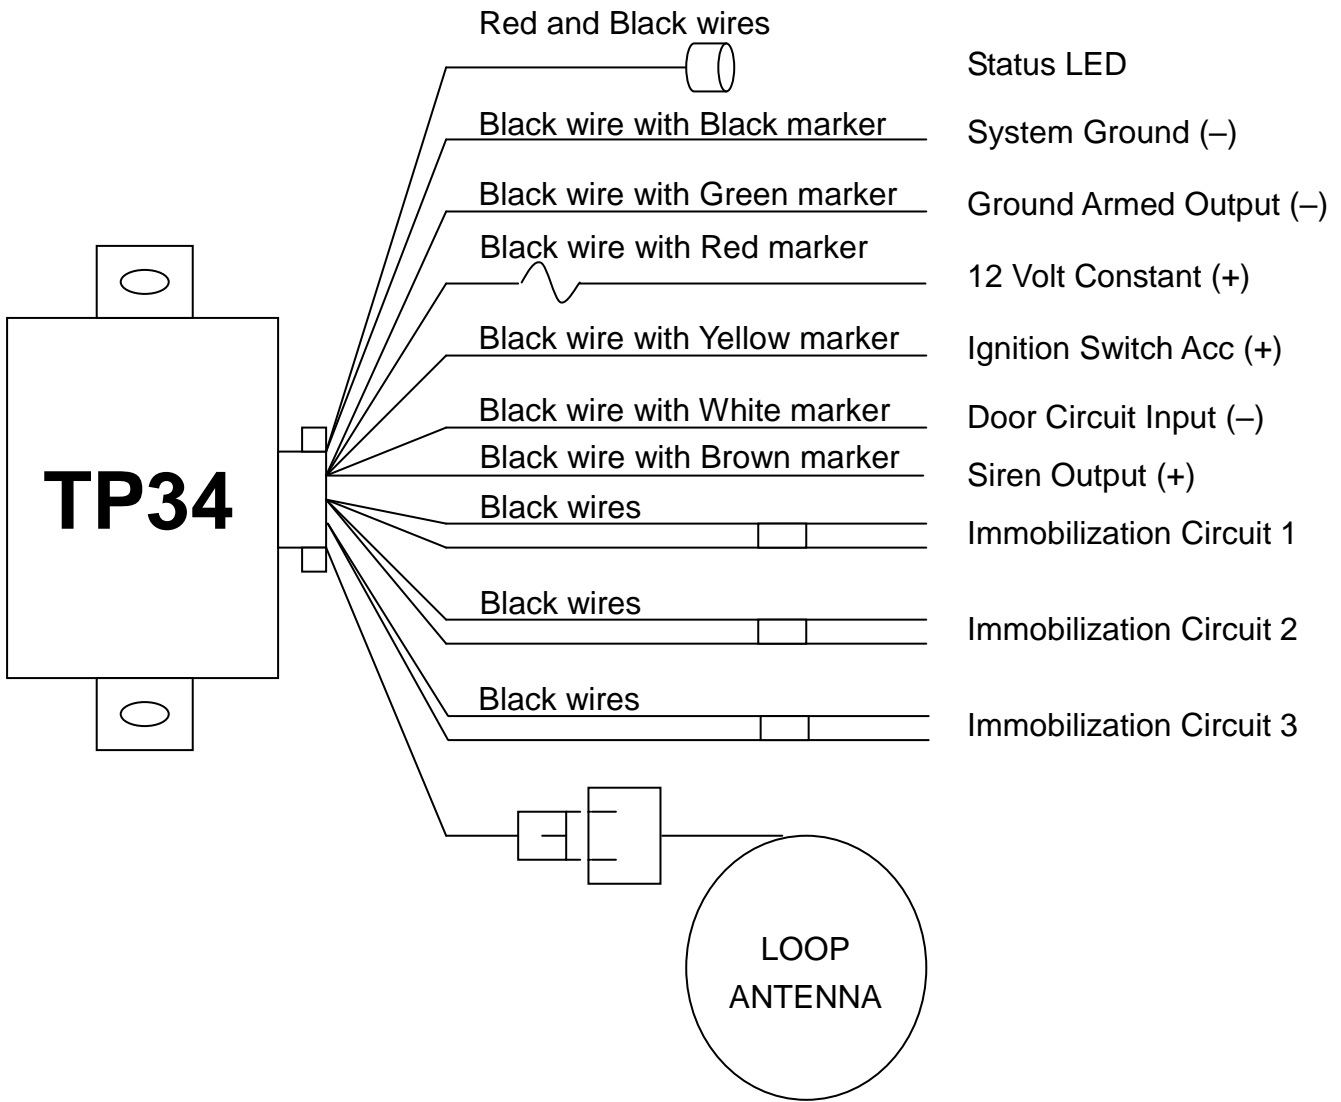 Red and Black wires
Status LED
Black wire with Black marker
System Ground (–)
Black wire with Green marker
Ground Armed Output (–)
Black wire with Red marker
12 Volt Constant (+)
Black wire with Yellow marker
Ignition Switch Acc (+)
Black wire with White marker
Door Circuit Input (–)
Black wire with Brown marker
Siren Output (+)
TP34
Black wires
Immobilization Circuit 1
Black wires
Immobilization Circuit 2
Black wires
Immobilization Circuit 3
LOOP
ANTENNA